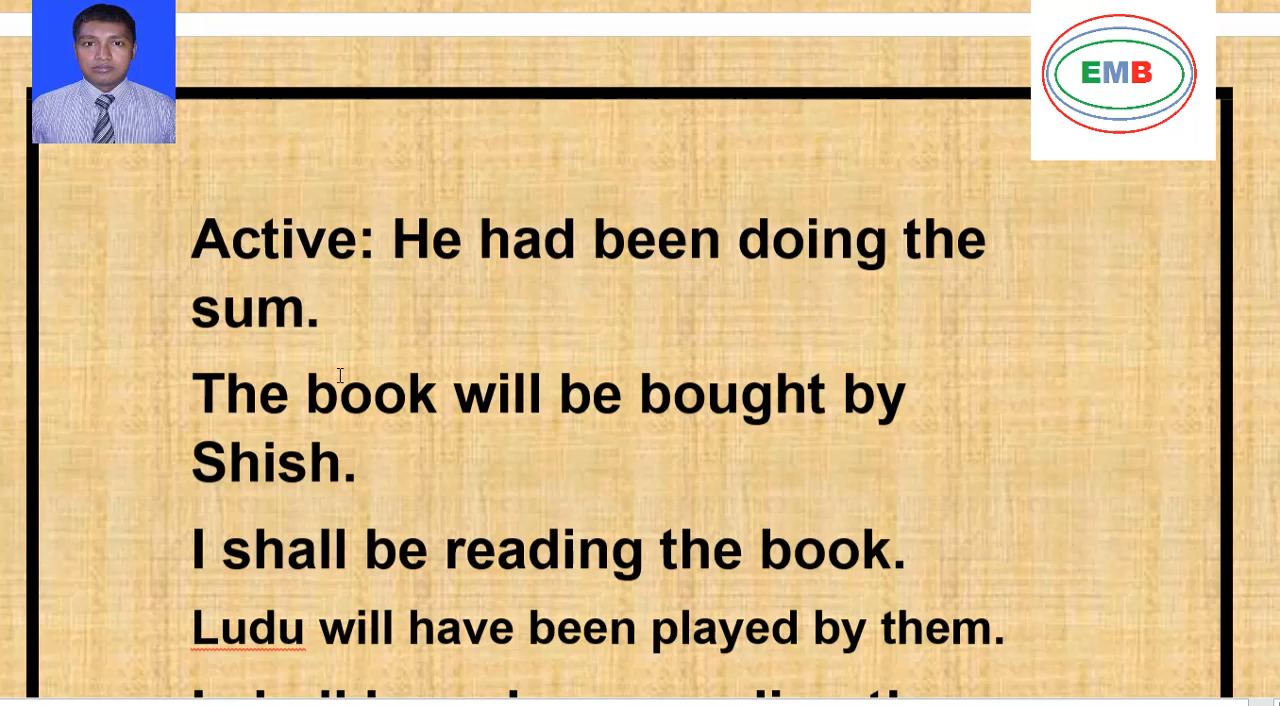 EMB
Active: He had been doing the
sum.
The book will be bought by
Shish.
I shall be reading the book.
Ludu will have been played by them.